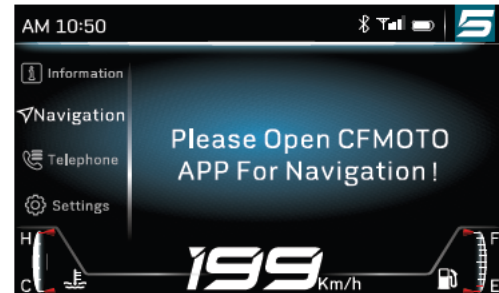 AM 10:50
5
Information
Navigation
Telephone
Settings
Please Open CFMOTO
APP For Navigation !
H
C
199 Km/h
F
E